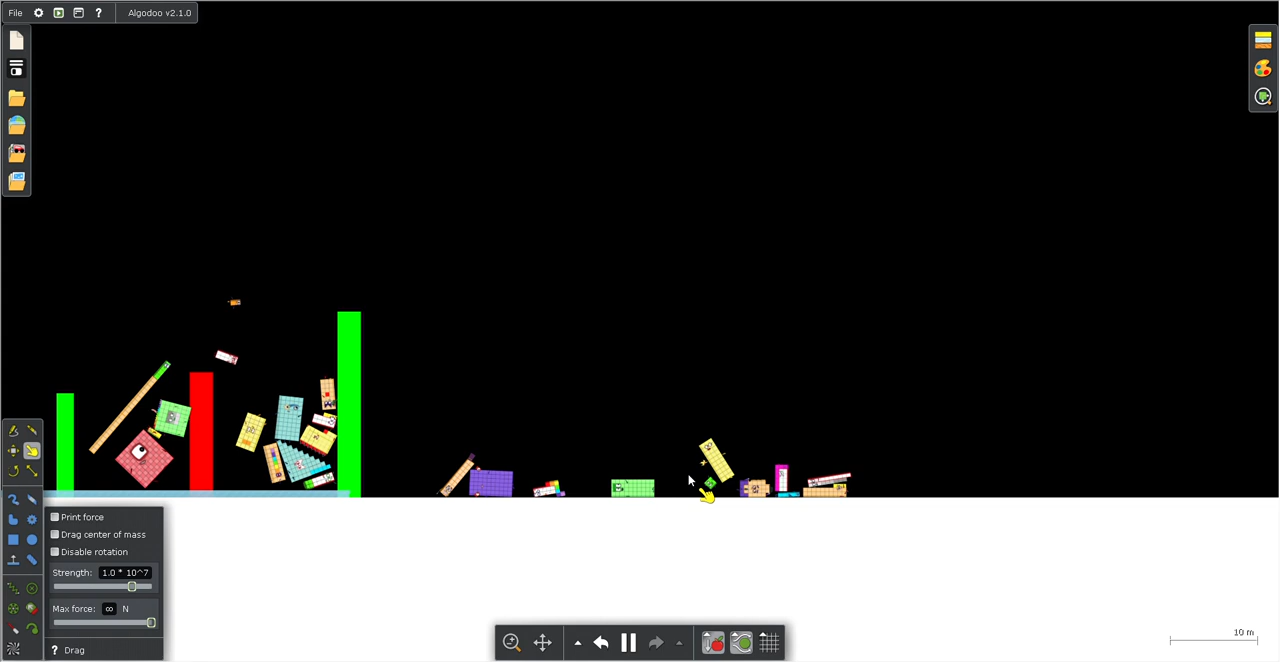 File ? Algodoo v2.1.0
Print force
Drag center of mass
Disable rotation
Strength: 1.0 * 10^7
Max force: ∞ N
? Drag
10 m